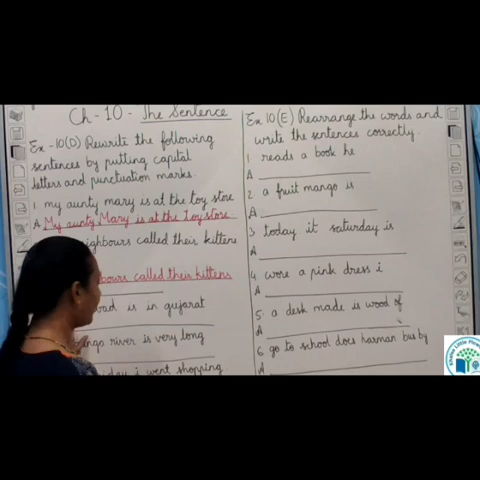 Ch - 10 - The Sentence
Ex - 10(D) Rewrite the following
sentences by putting capital
letters and punctuation marks.
1. my aunty mary is at the toy store
A. My aunty Mary is at the Toy store
ighbours called their kittens
bours called their kittens
bad is in gujarat
river is very long
day i went shopping
Ex 10(E) Rearrange the words and
write the sentences correctly.
1 reads a book he
A
2. a fruit mango is
A
3 today it saturday is
A
4 wore a pink dress i
A
5. a desk made is wood of
A
6. go to school does harman bus by
A